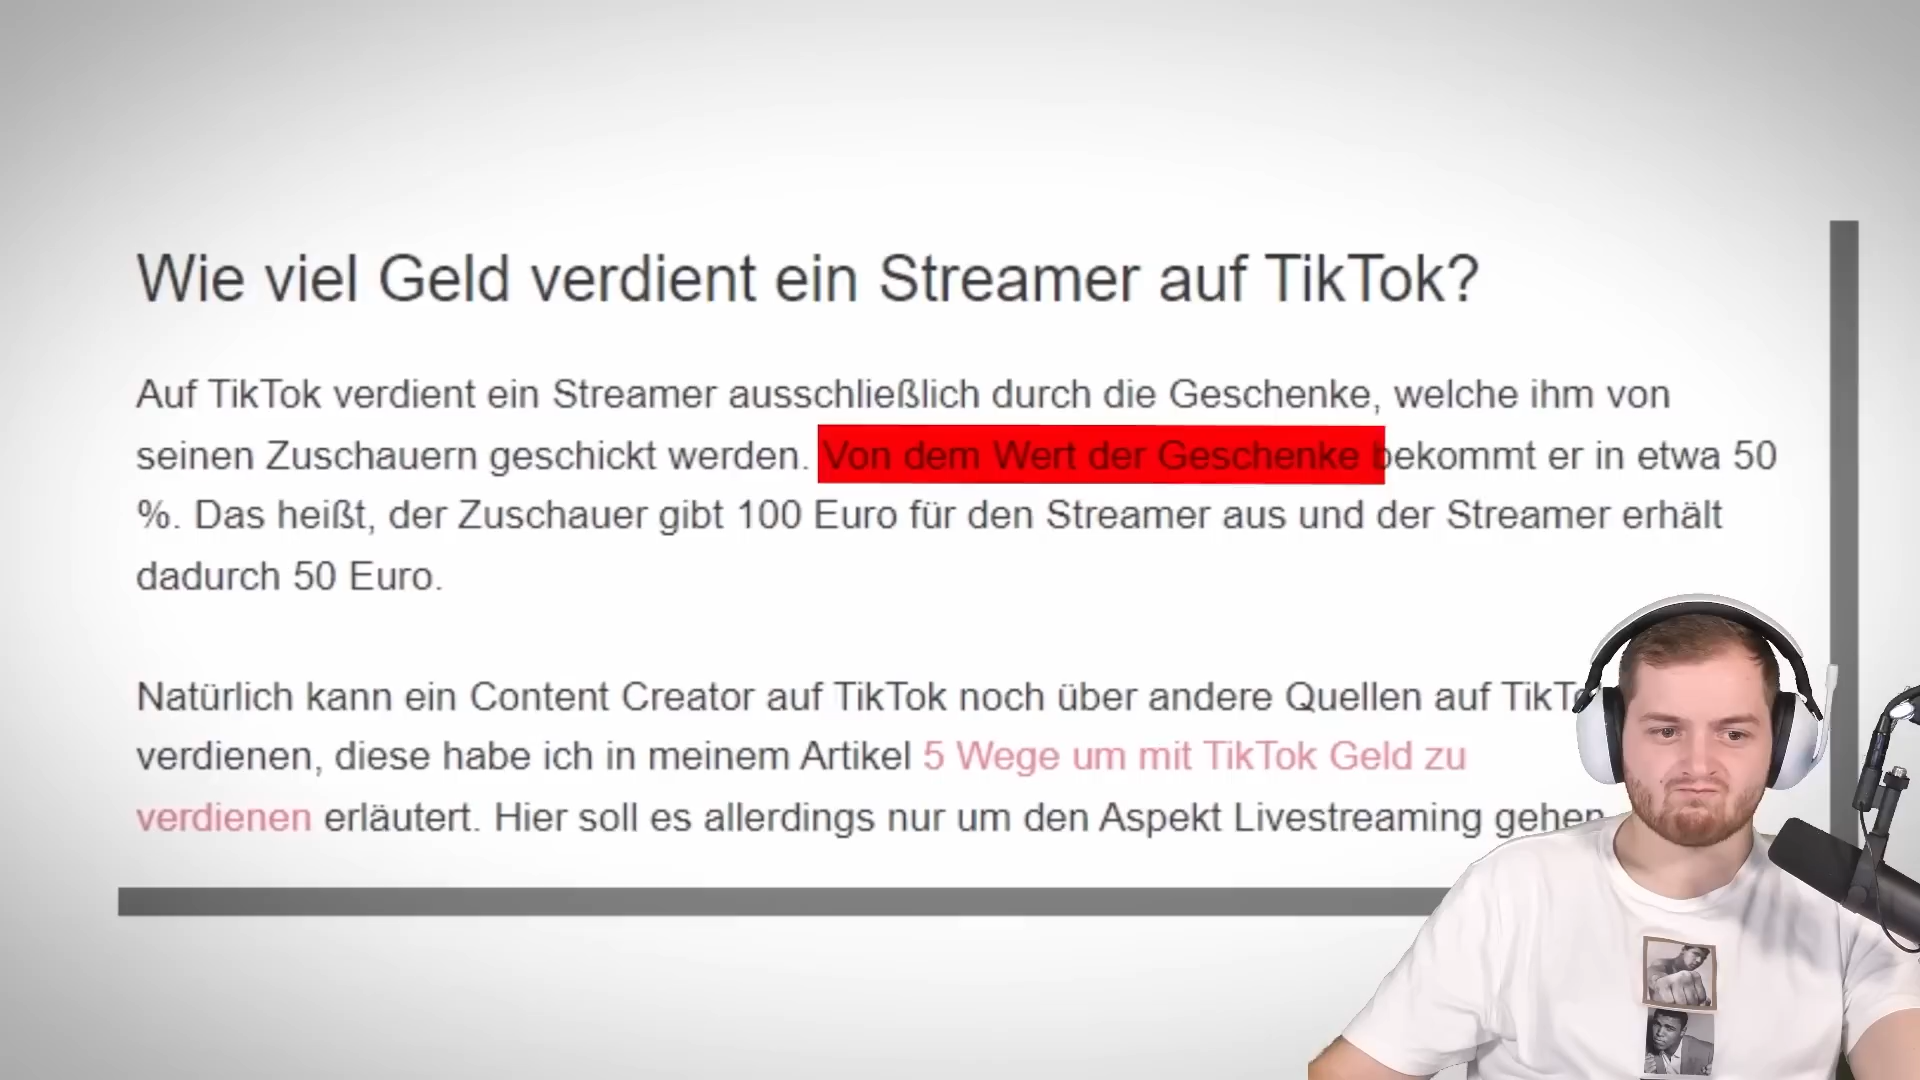 Wie viel Geld verdient ein Streamer auf TikTok?
Auf TikTok verdient ein Streamer ausschließlich durch die Geschenke, welche ihm von
seinen Zuschauern geschickt werden. Von dem Wert der Geschenke bekommt er in etwa 50
%. Das heißt, der Zuschauer gibt 100 Euro für den Streamer aus und der Streamer erhält
dadurch 50 Euro.
Natürlich kann ein Content Creator auf TikTok noch über andere Quellen auf
verdienen, diese habe ich in meinem Artikel 5 Wege um mit TikTok Geld zu
verdienen erläutert. Hier soll es allerdings nur um den Aspekt Livestreaming gehen